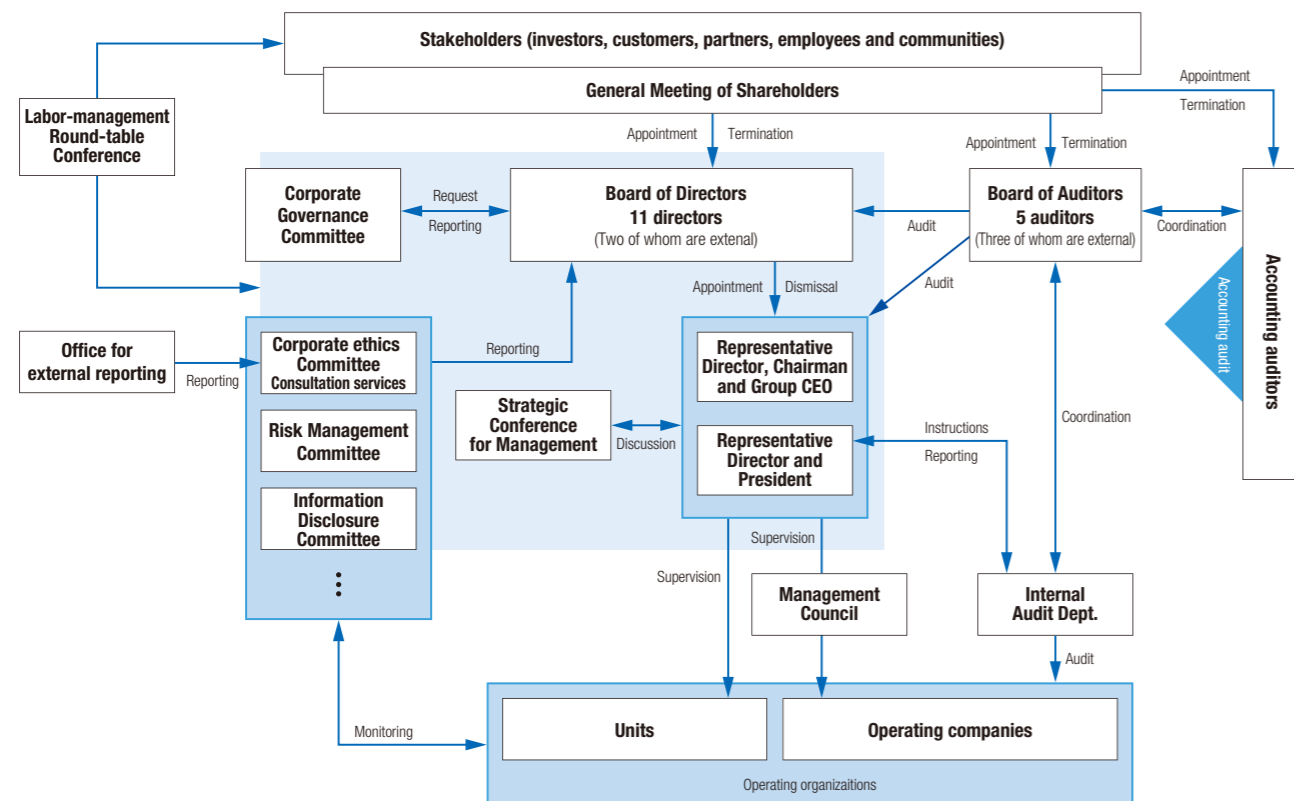 Stakeholders (investors, customers, partners, employees and communities)
General Meeting of Shareholders
Appointment
Termination
Labor-management
Round-table
Conference
Appointment
Termination
Appointment
Termination
Corporate
Governance
Committee
Request
Reporting
Board of Directors
11 directors
(Two of whom are extenal)
Audit
Board of Auditors
5 auditors
(Three of whom are external)
Coordination
Accounting auditors
Accounting audit
Appointment
Dismissal
Audit
Office for
external reporting
Reporting
Corporate ethics
Committee
Consultation services
Reporting
Risk Management
Committee
Information
Disclosure
Committee
Strategic
Conference
for Management
Discussion
Representative
Director, Chairman
and Group CEO
Representative
Director and
President
Instructions
Reporting
Coordination
Supervision
Supervision
Management
Council
Internal
Audit Dept.
Audit
Monitoring
Units
Operating companies
Operating organizaitions